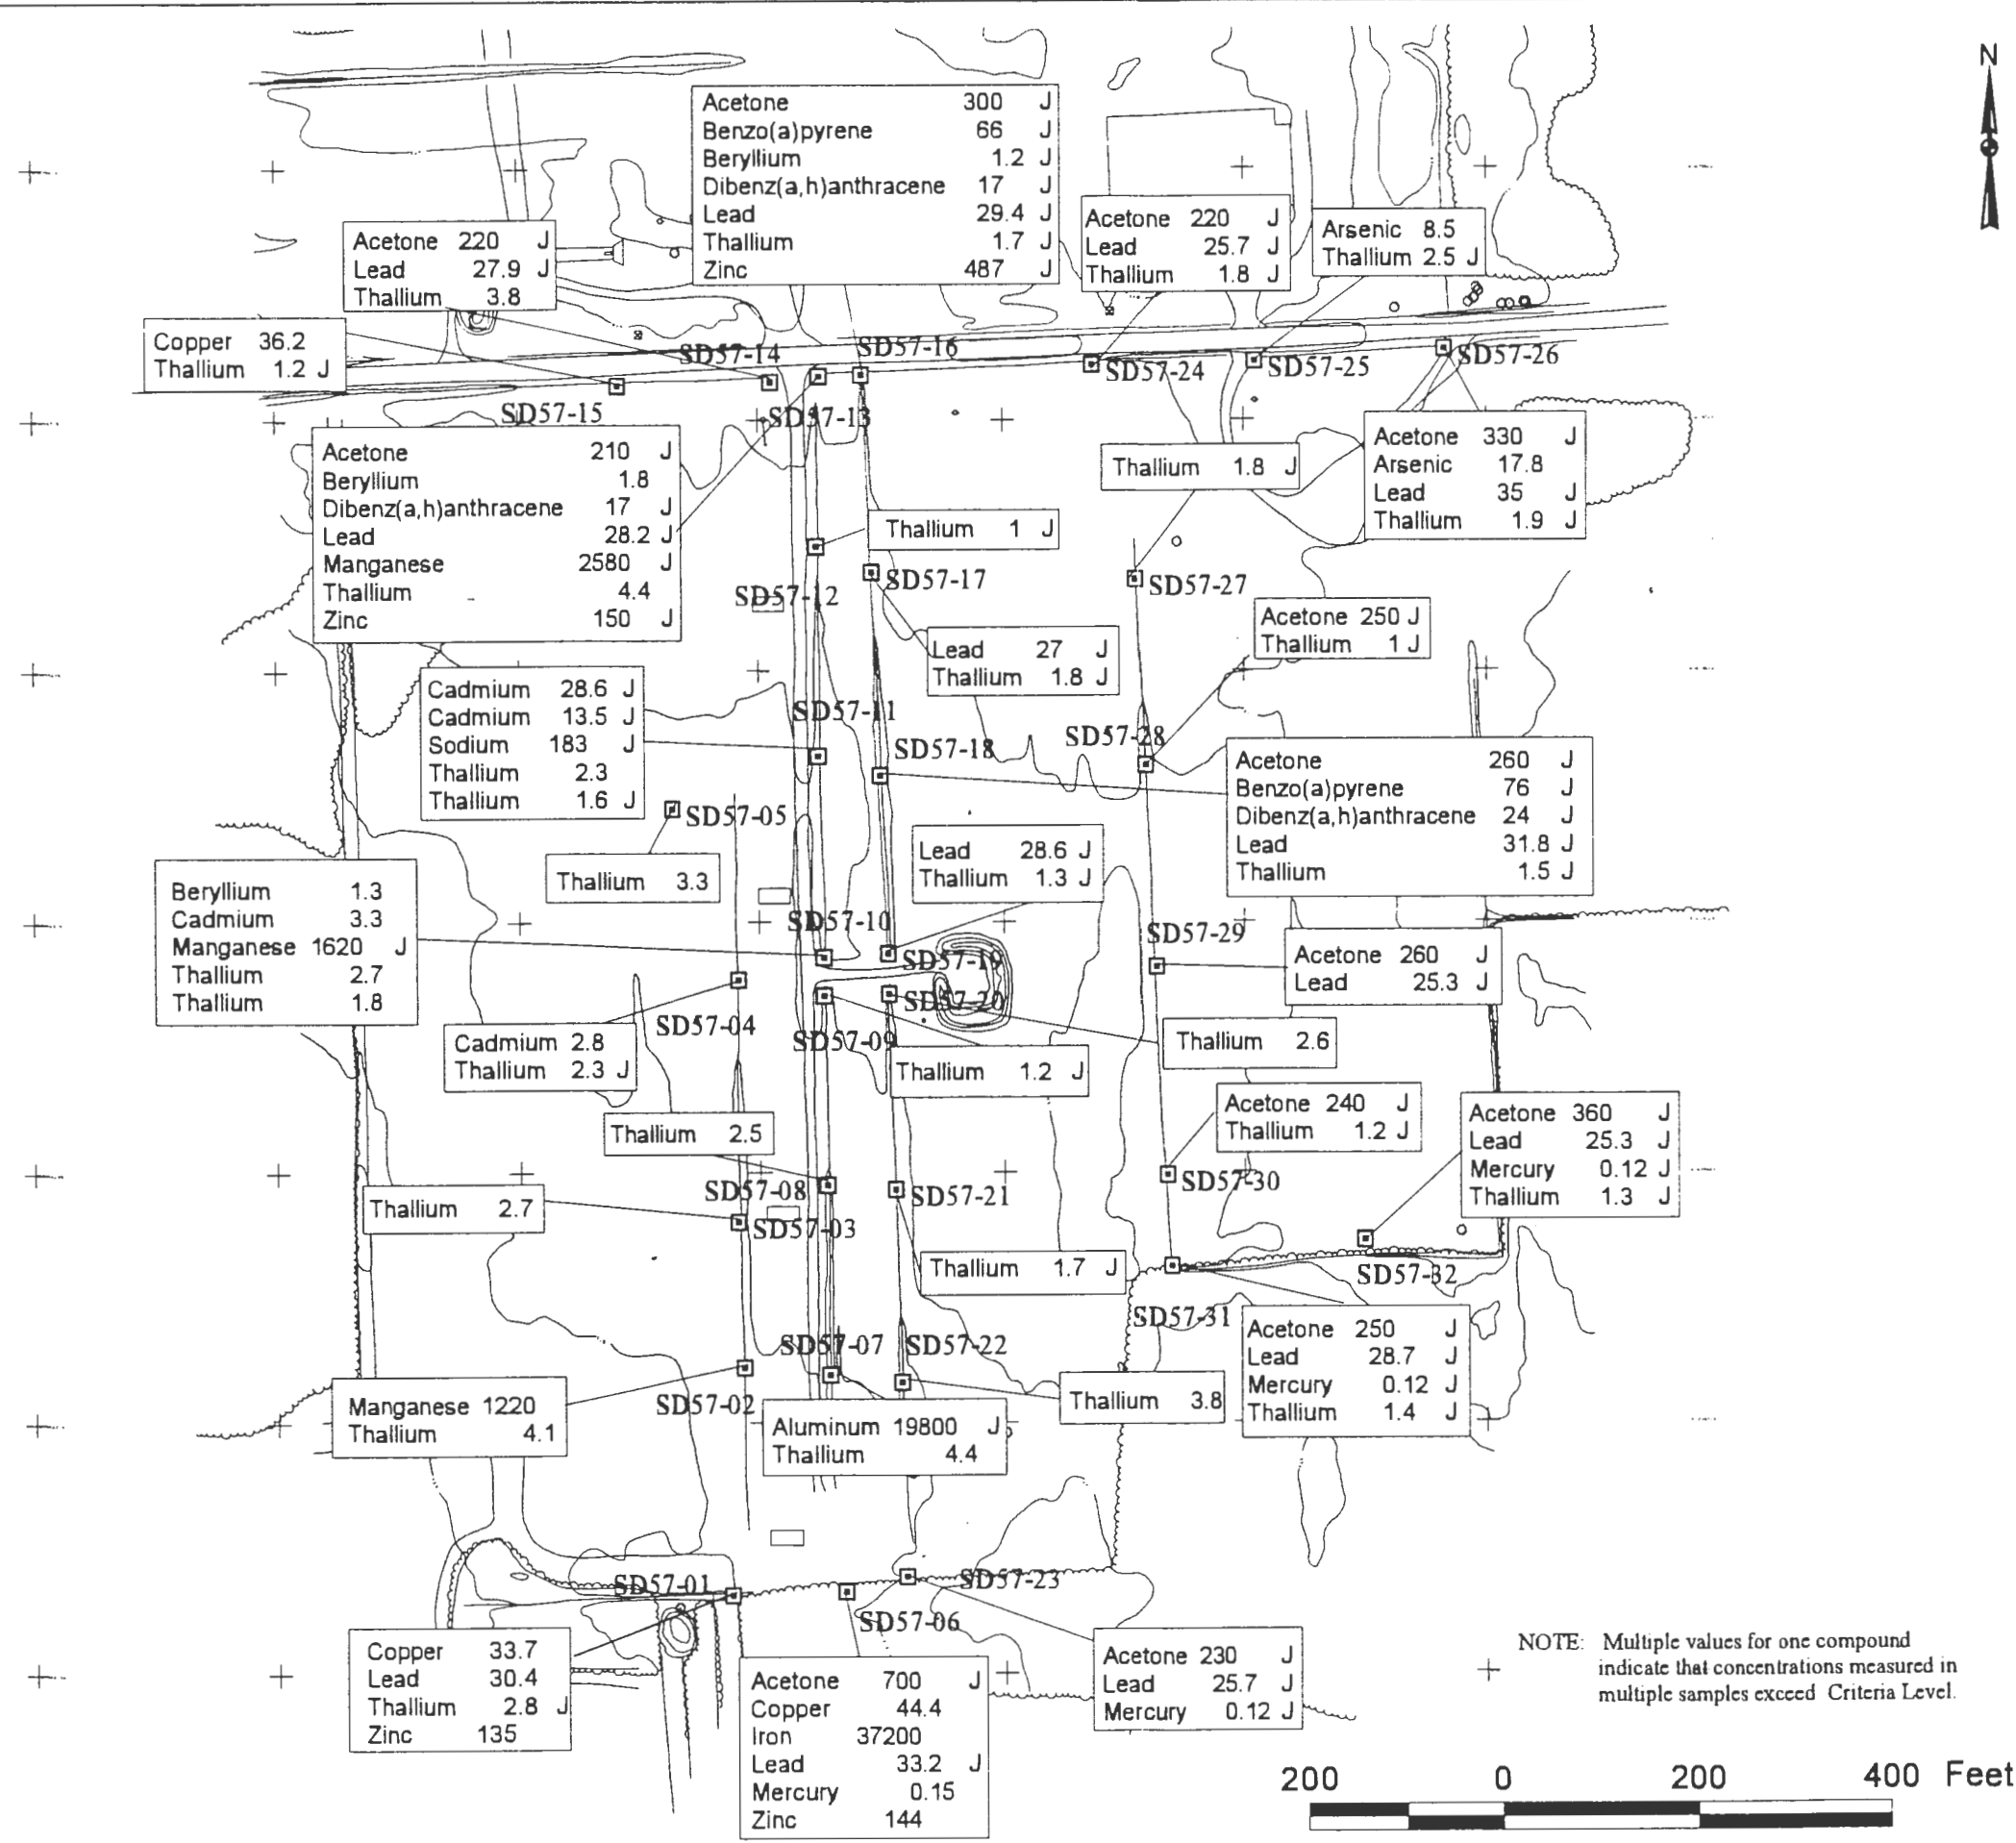 N
Acetone 300 J
Benzo(a)pyrene 66 J
Beryllium 1.2 J
Dibenz(a,h)anthracene 17 J
Lead 29.4 J
Thallium 1.7 J
Zinc 487 J
Acetone 220 J
Lead 27.9 J
Thallium 3.8
Acetone 220 J
Lead 25.7 J
Thallium 1.8 J
Arsenic 8.5
Thallium 2.5 J
Copper 36.2
Thallium 1.2 J
SD57-14
SD57-16
SD57-24
SD57-25
SD57-26
SD57-15
SD57-13
Acetone 210 J
Beryllium 1.8
Dibenz(a,h)anthracene 17 J
Lead 28.2 J
Manganese 2580 J
Thallium 4.4
Zinc 150 J
Thallium 1.8 J
Acetone 330 J
Arsenic 17.8
Lead 35 J
Thallium 1.9 J
Thallium 1 J
SD57-12
SD57-17
SD57-27
Acetone 250 J
Thallium 1 J
Lead 27 J
Thallium 1.8 J
Cadmium 28.6 J
Cadmium 13.5 J
Sodium 183 J
Thallium 2.3
Thallium 1.6 J
SD57-11
SD57-18
SD57-28
Acetone 260 J
Benzo(a)pyrene 76 J
Dibenz(a,h)anthracene 24 J
Lead 31.8 J
Thallium 1.5 J
SD57-05
Thallium 3.3
Lead 28.6 J
Thallium 1.3 J
Beryllium 1.3
Cadmium 3.3
Manganese 1620 J
Thallium 2.7
Thallium 1.8
SD57-10
SD57-19
SD57-29
Acetone 260 J
Lead 25.3 J
SD57-20
SD57-04
SD57-09
Cadmium 2.8
Thallium 2.3 J
Thallium 1.2 J
Thallium 2.6
Thallium 2.5
Acetone 240 J
Thallium 1.2 J
Acetone 360 J
Lead 25.3 J
Mercury 0.12 J
Thallium 1.3 J
Thallium 2.7
SD57-08
SD57-03
SD57-21
SD57-30
Thallium 1.7 J
SD57-32
SD57-31
Acetone 250 J
Lead 28.7 J
Mercury 0.12 J
Thallium 1.4 J
SD57-07
SD57-22
Manganese 1220
Thallium 4.1
SD57-02
Aluminum 19800 J
Thallium 4.4
Thallium 3.8
SD57-01
SD57-23
SD57-06
Copper 33.7
Lead 30.4
Thallium 2.8 J
Zinc 135
Acetone 700 J
Copper 44.4
Iron 37200
Lead 33.2 J
Mercury 0.15
Zinc 144
Acetone 230 J
Lead 25.7 J
Mercury 0.12 J
NOTE: Multiple values for one compound
indicate that concentrations measured in
multiple samples exceed Criteria Level.
200 0 200 400 Feet